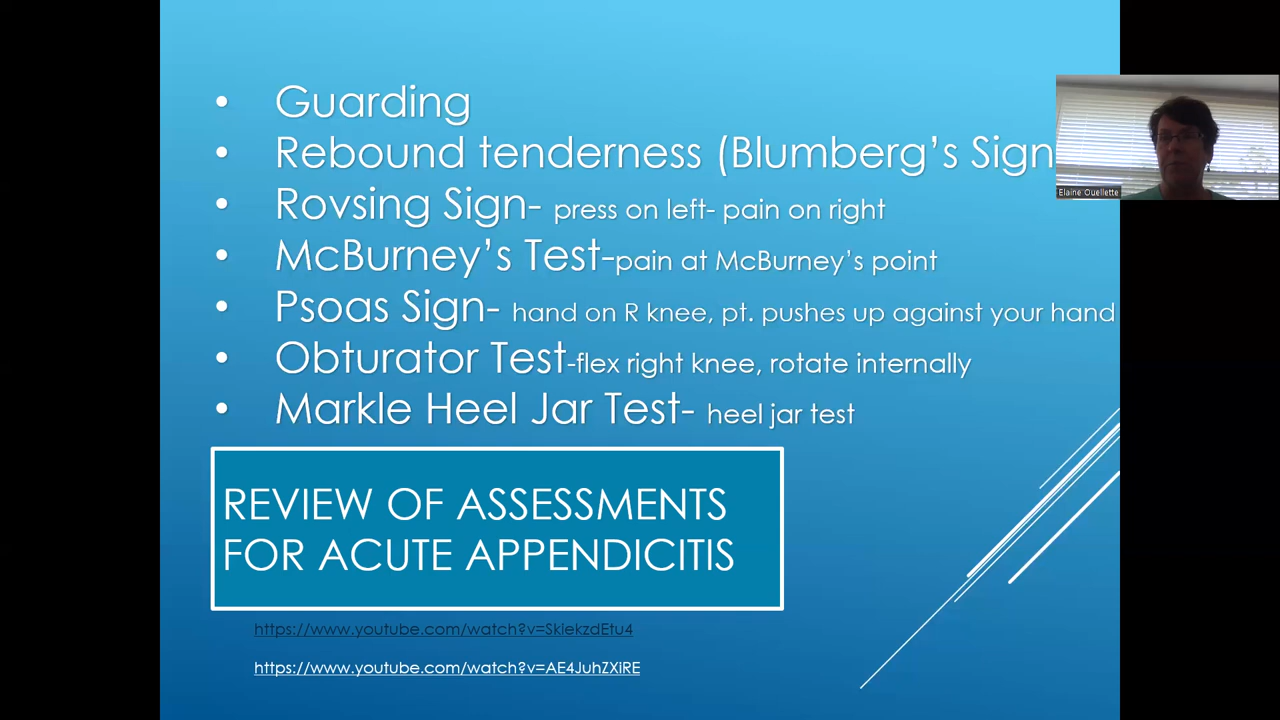 • Guarding
• Rebound tenderness (Blumberg's Sign
• Rovsing Sign- press on left- pain on right
• McBurney's Test-pain at McBurney's point
• Psoas Sign- hand on R knee, pt. pushes up against your hand
• Obturator Test-flex right knee, rotate internally
• Markle Heel Jar Test- heel jar test
REVIEW OF ASSESSMENTS
FOR ACUTE APPENDICITIS
https://www.youtube.com/watch?v=SkiekzdEtu4
https://www.youtube.com/watch?v=AE4JuhZXiRE
Elaine Ouellette